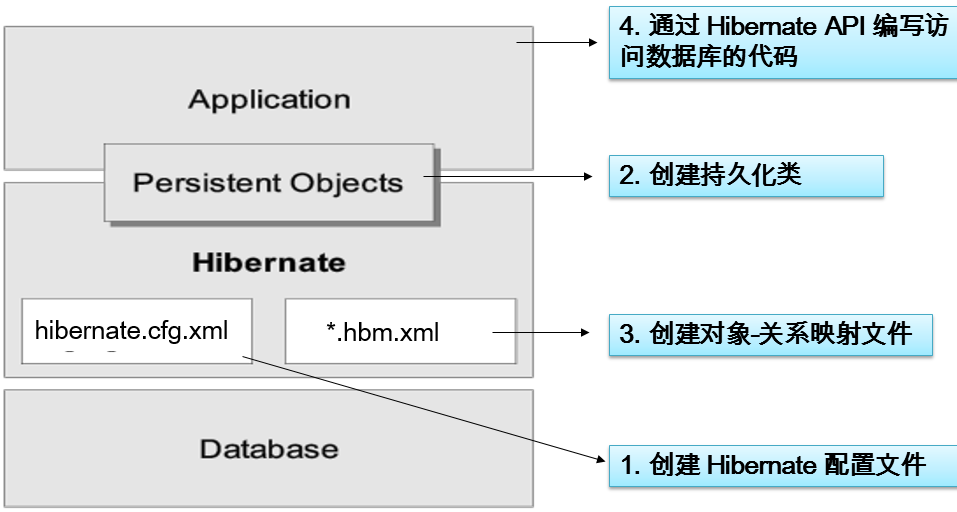 4. 通过 Hibernate API 编写访
问数据库的代码
Application
Persistent Objects
2. 创建持久化类
Hibernate
hibernate.cfg.xml
*.hbm.xml
3. 创建对象-关系映射文件
Database
1. 创建 Hibernate 配置文件